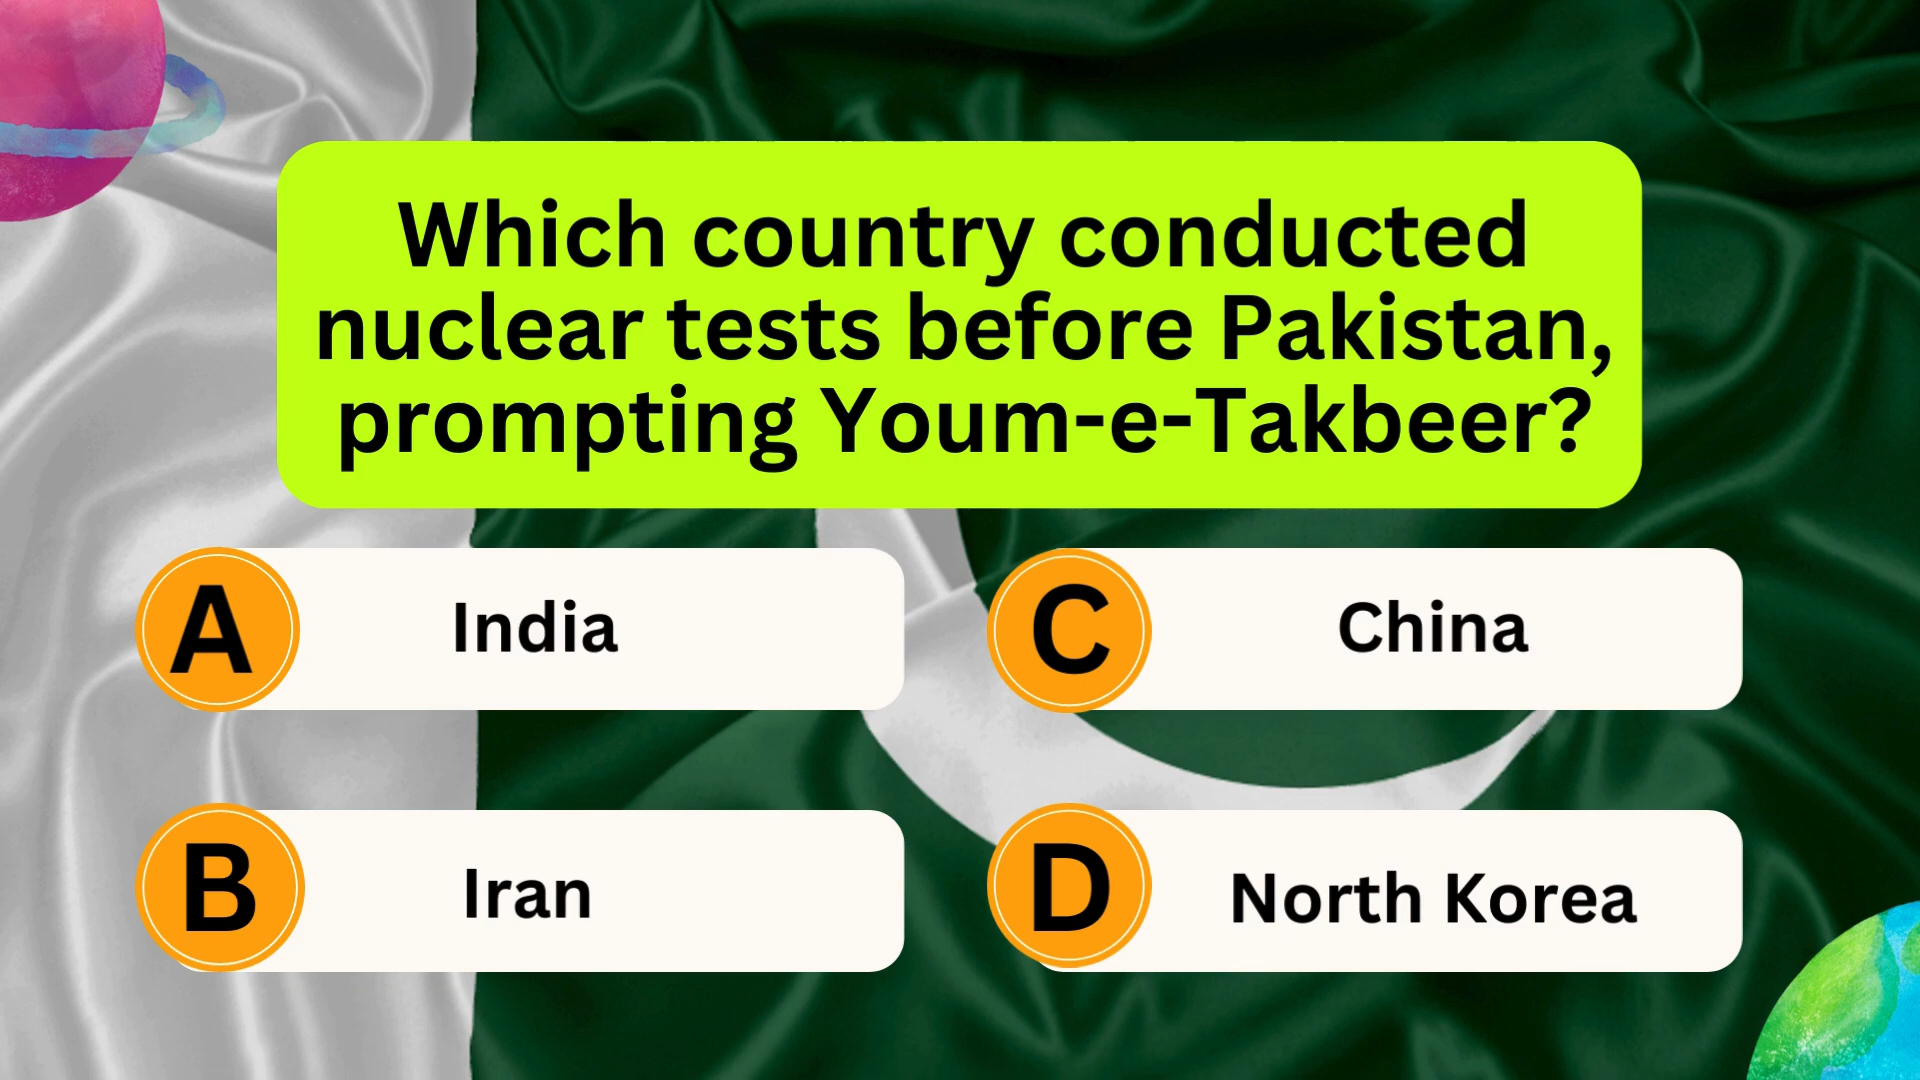 Which country conducted
nuclear tests before Pakistan,
prompting Youm-e-Takbeer?
A India
C China
B Iran
D North Korea